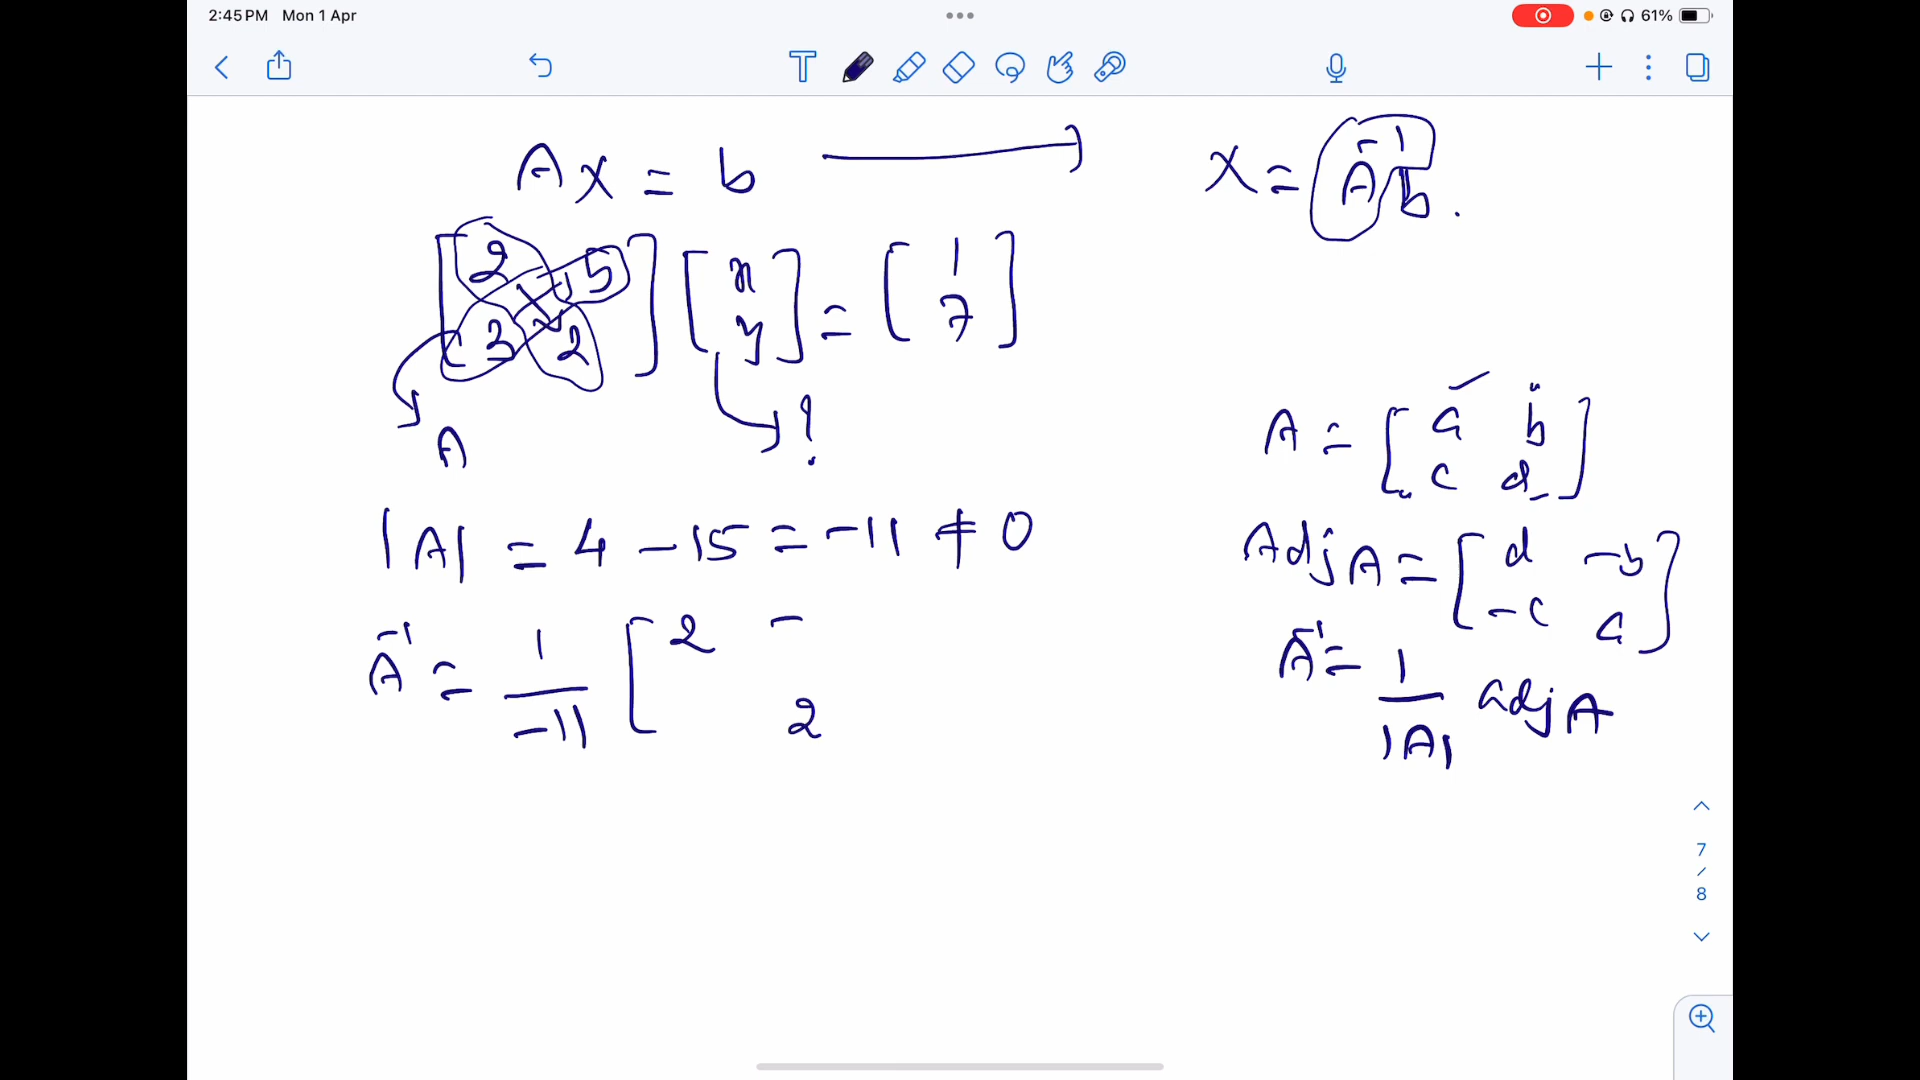 2:45 PM Mon 1 Apr 61%
T
Ax = b → x = A⁻¹b.
[2 5; 3 2] [x; y] = [1; 7]
A ?
A = [a b; c d]
|A| = 4 - 15 = -11 ≠ 0
Adj A = [d -b; -c a]
A⁻¹ = 1/-11 [2 -
2
A⁻¹ = 1/|A| adj A
7
/
8